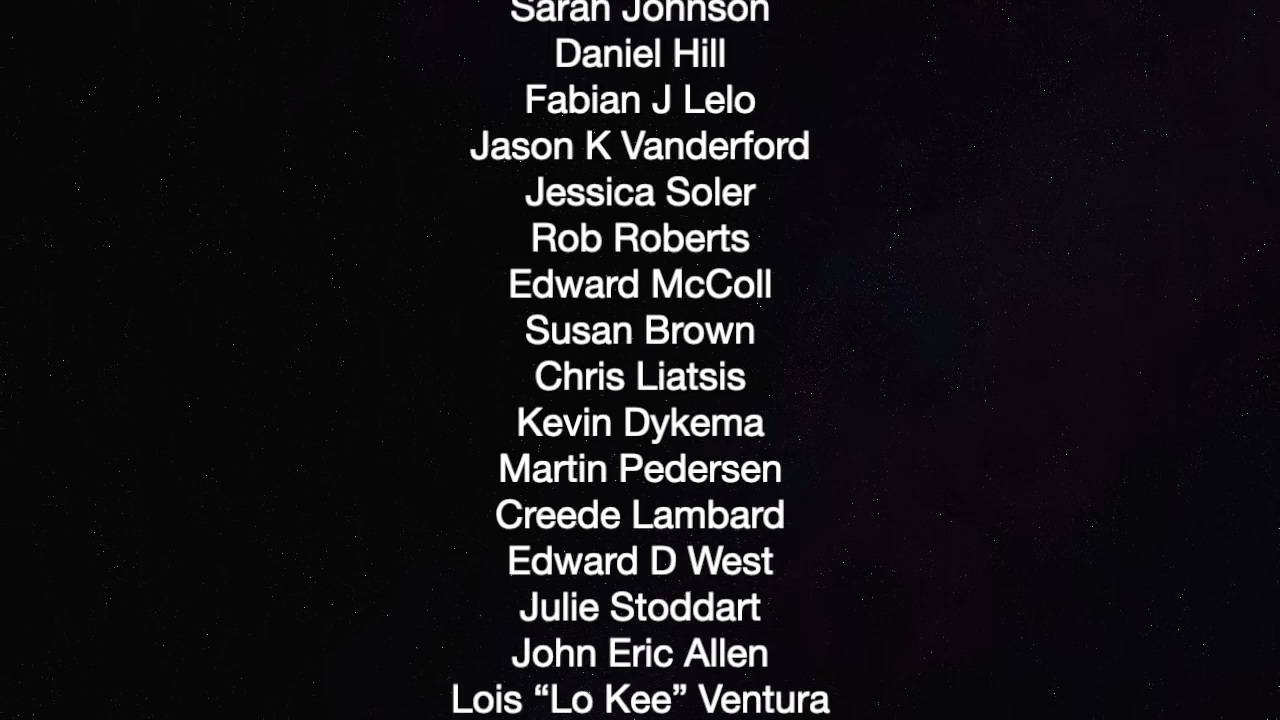 Sarah Johnson
Daniel Hill
Fabian J Lelo
Jason K Vanderford
Jessica Soler
Rob Roberts
Edward McColl
Susan Brown
Chris Liatsis
Kevin Dykema
Martin Pedersen
Creede Lambard
Edward D West
Julie Stoddart
John Eric Allen
Lois “Lo Kee” Ventura